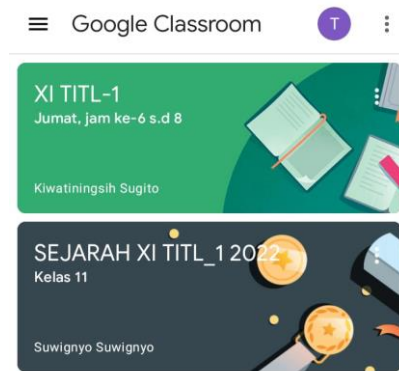 Google Classroom
T
XI TITL-1
Jumat, jam ke-6 s.d 8
Kiwatiningsih Sugito
SEJARAH XI TITL_1 2022
Kelas 11
Suwignyo Suwignyo